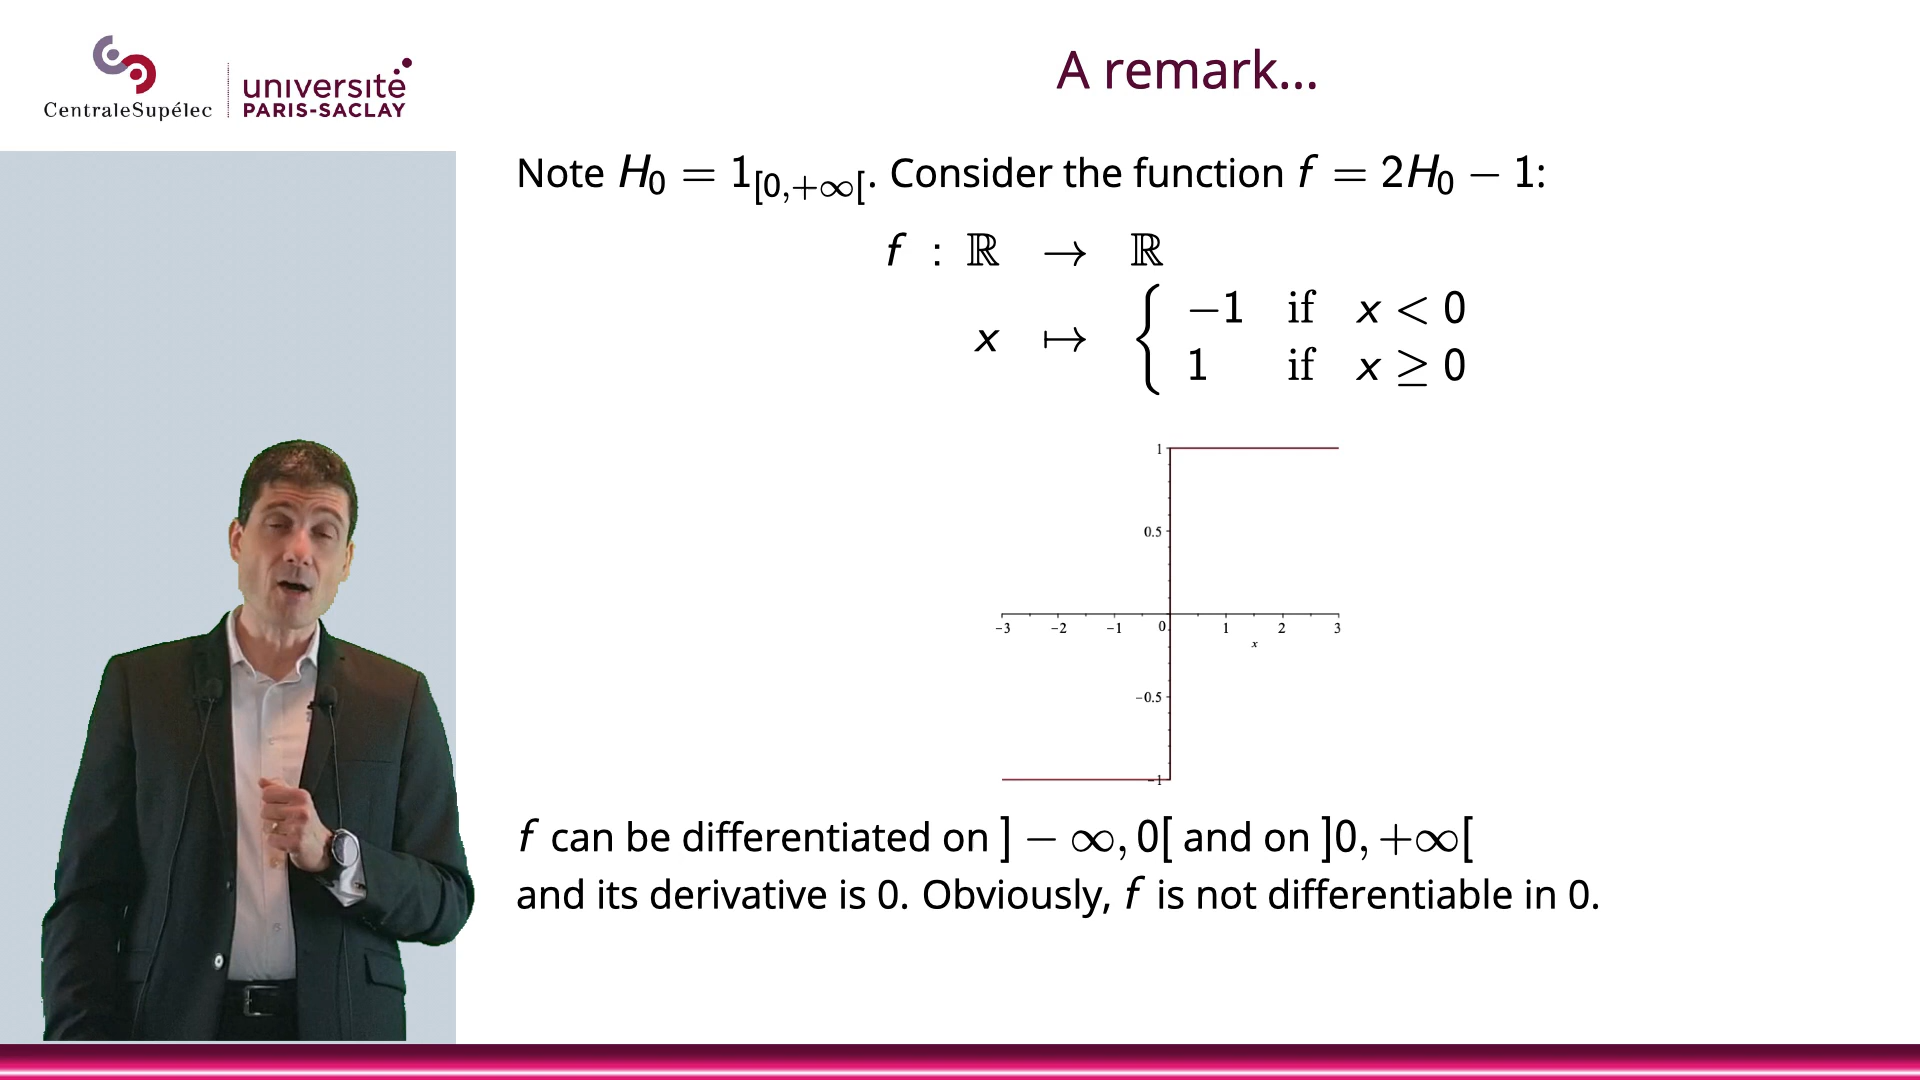 CentraleSupélec
université
PARIS-SACLAY
A remark...
Note H₀ = 1_{[0,+∞[}. Consider the function f = 2H₀ − 1:
f : ℝ → ℝ
x ↦ { −1 if x < 0
1 if x ≥ 0
1
0.5
−3 −2 −1 0 1 2 3
x
−0.5
−1
f can be differentiated on ] − ∞, 0[ and on ]0, +∞[
and its derivative is 0. Obviously, f is not differentiable in 0.